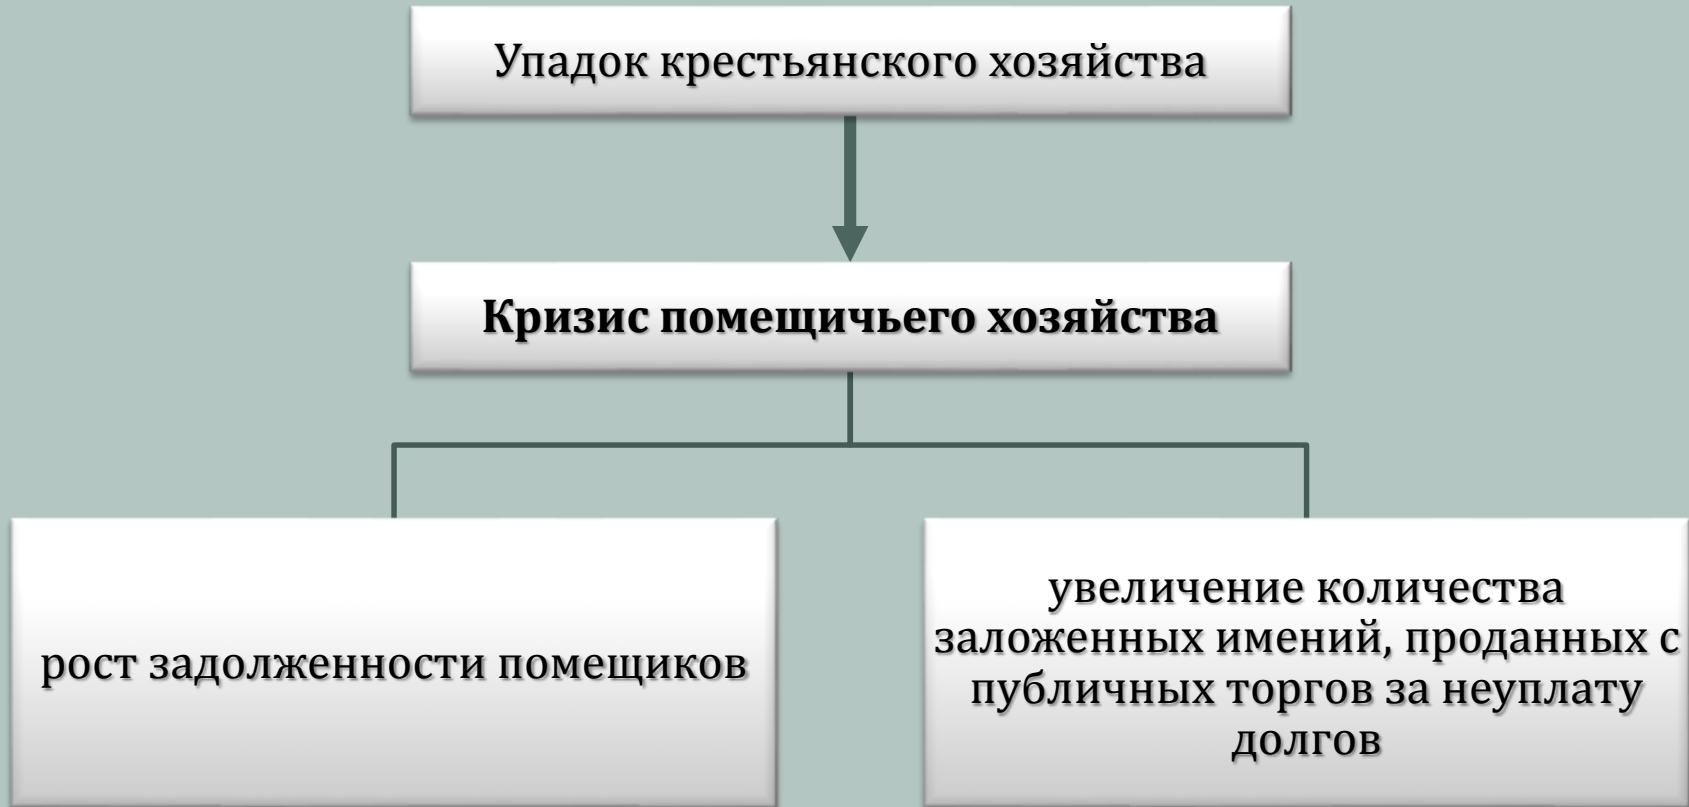 Упадок крестьянского хозяйства
Кризис помещичьего хозяйства
рост задолженности помещиков
увеличение количества
заложенных имений, проданных с
публичных торгов за неуплату
долгов